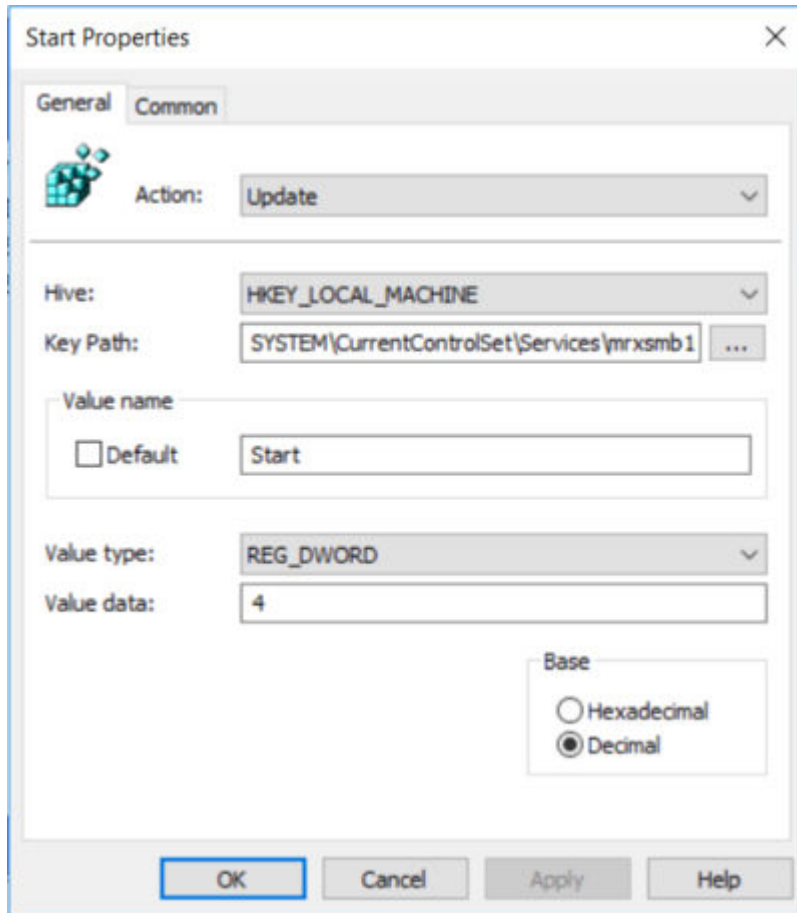 Start Properties
General Common
Action: Update
Hive: HKEY_LOCAL_MACHINE
Key Path: SYSTEM\CurrentControlSet\Services\mrxsmb1 ...
Value name
Default Start
Value type: REG_DWORD
Value data: 4
Base
Hexadecimal
Decimal
OK Cancel Apply Help